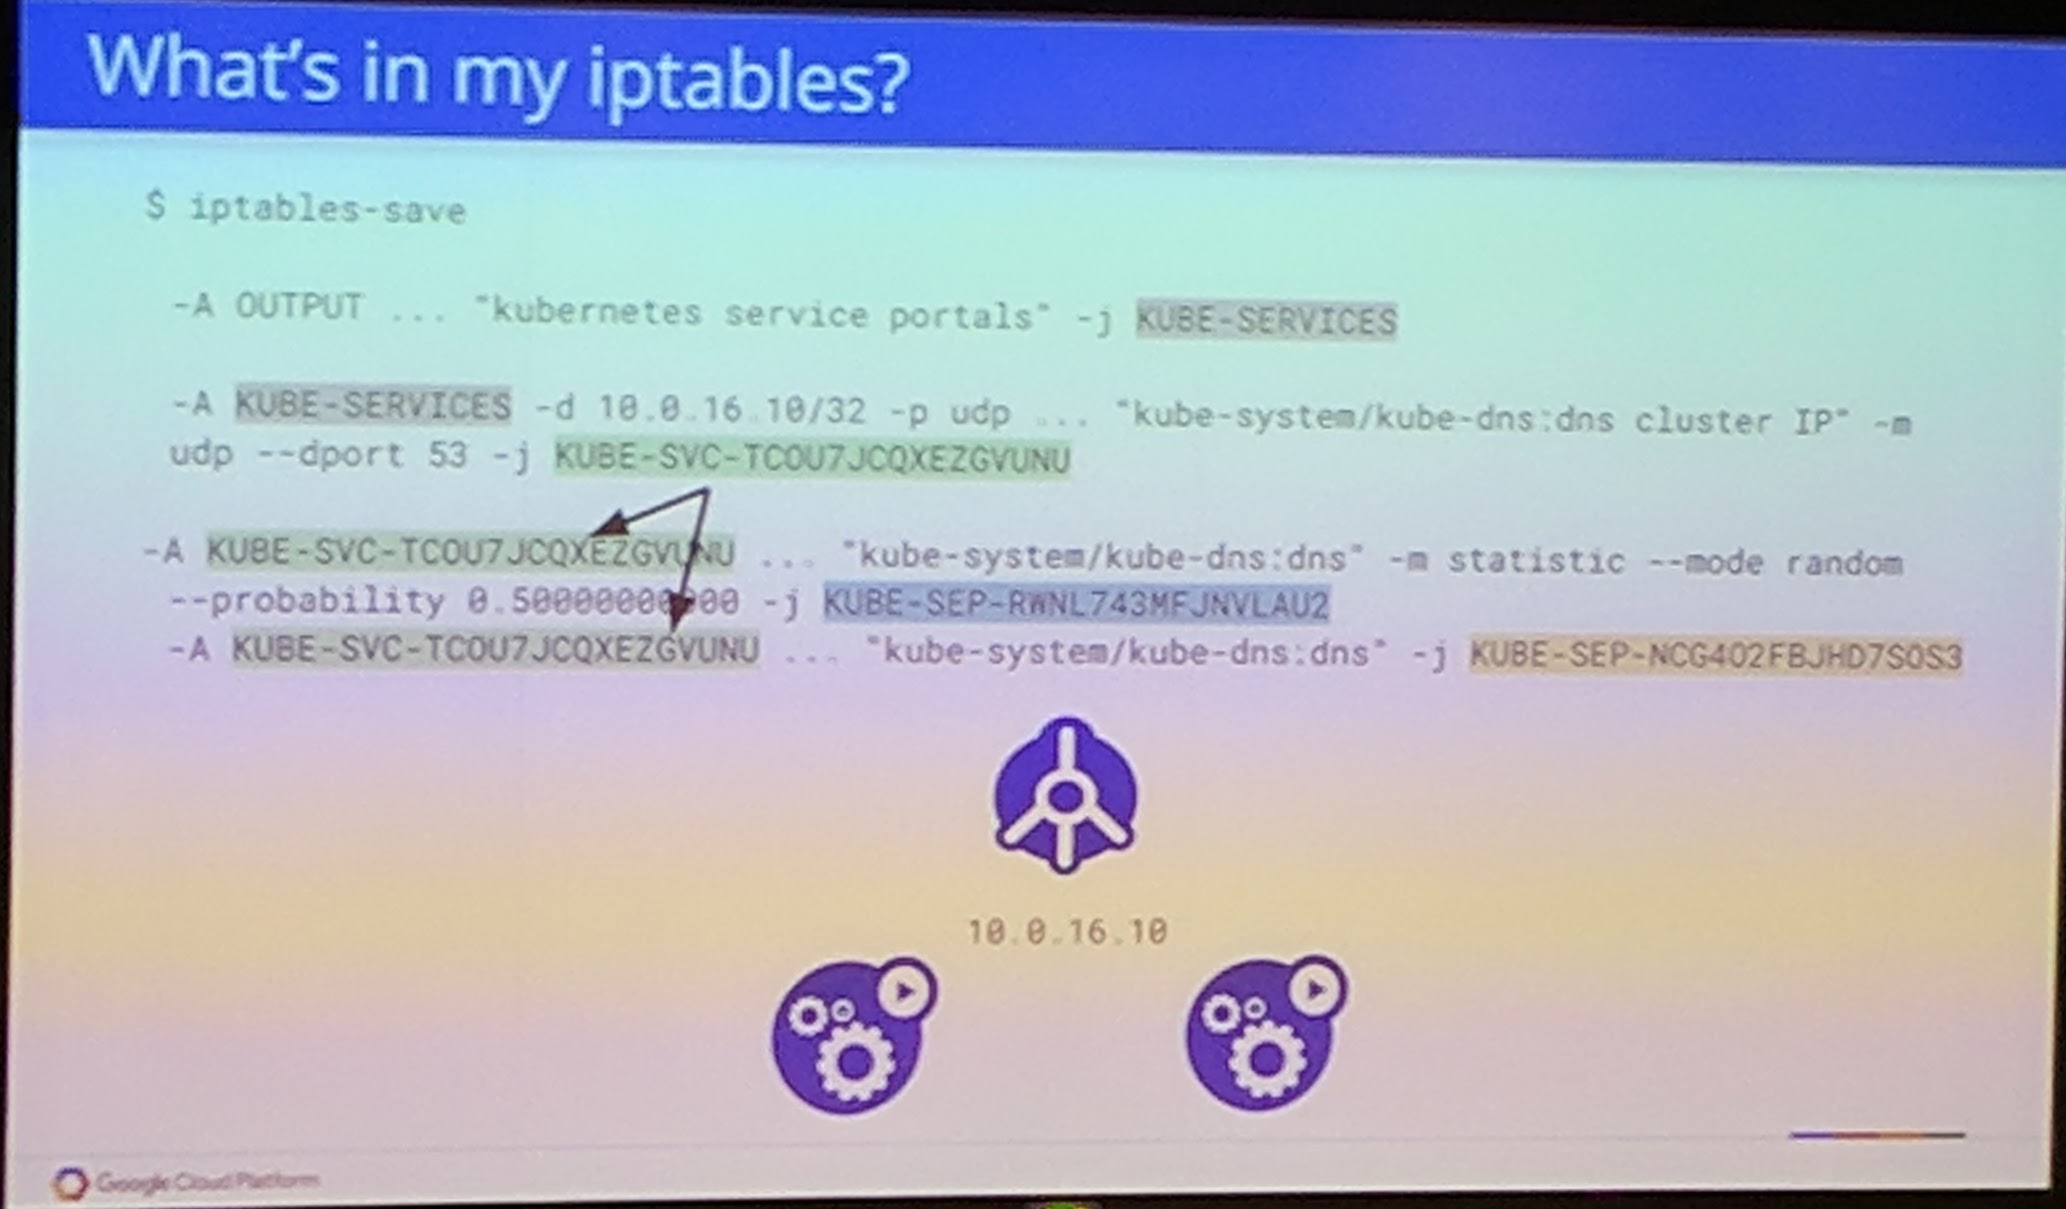 What's in my iptables?
$ iptables-save
-A OUTPUT ... "kubernetes service portals" -j KUBE-SERVICES
-A KUBE-SERVICES -d 10.0.16.10/32 -p udp ... "kube-system/kube-dns:dns cluster IP" -m
udp --dport 53 -j KUBE-SVC-TCOU7JCQXEZGVUNU
-A KUBE-SVC-TCOU7JCQXEZGVUNU ... "kube-system/kube-dns:dns" -m statistic --mode random
--probability 0.50000000000 -j KUBE-SEP-RWNL743MFJNVLAU2
-A KUBE-SVC-TCOU7JCQXEZGVUNU ... "kube-system/kube-dns:dns" -j KUBE-SEP-NCG4O2FBJHD7SQS3
10.0.16.10
Google Cloud Platform